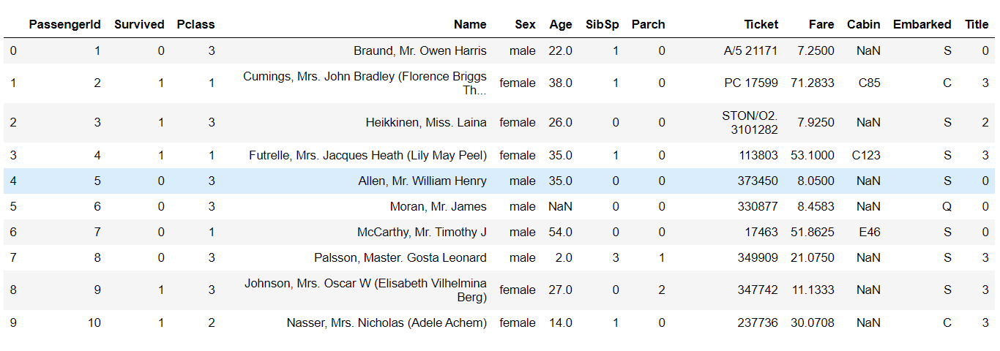 PassengerId Survived Pclass Name Sex Age SibSp Parch Ticket Fare Cabin Embarked Title
0 1 0 3 Braund, Mr. Owen Harris male 22.0 1 0 A/5 21171 7.2500 NaN S 0
1 2 1 1 Cumings, Mrs. John Bradley (Florence Briggs
Th... female 38.0 1 0 PC 17599 71.2833 C85 C 3
2 3 1 3 Heikkinen, Miss. Laina female 26.0 0 0 STON/O2.
3101282 7.9250 NaN S 2
3 4 1 1 Futrelle, Mrs. Jacques Heath (Lily May Peel) female 35.0 1 0 113803 53.1000 C123 S 3
4 5 0 3 Allen, Mr. William Henry male 35.0 0 0 373450 8.0500 NaN S 0
5 6 0 3 Moran, Mr. James male NaN 0 0 330877 8.4583 NaN Q 0
6 7 0 1 McCarthy, Mr. Timothy J male 54.0 0 0 17463 51.8625 E46 S 0
7 8 0 3 Palsson, Master. Gosta Leonard male 2.0 3 1 349909 21.0750 NaN S 3
8 9 1 3 Johnson, Mrs. Oscar W (Elisabeth Vilhelmina
Berg) female 27.0 0 2 347742 11.1333 NaN S 3
9 10 1 2 Nasser, Mrs. Nicholas (Adele Achem) female 14.0 1 0 237736 30.0708 NaN C 3